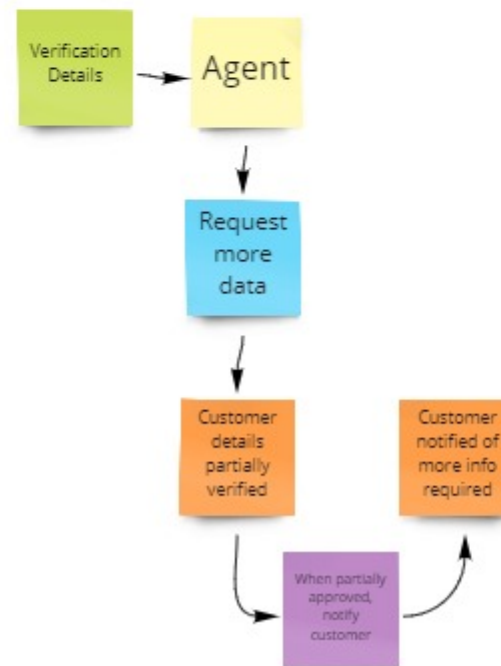 Verification
Details
Agent
Request
more
data
Customer
details
partially
verified
Customer
notified of
more info
required
When partially
approved,
notify
customer